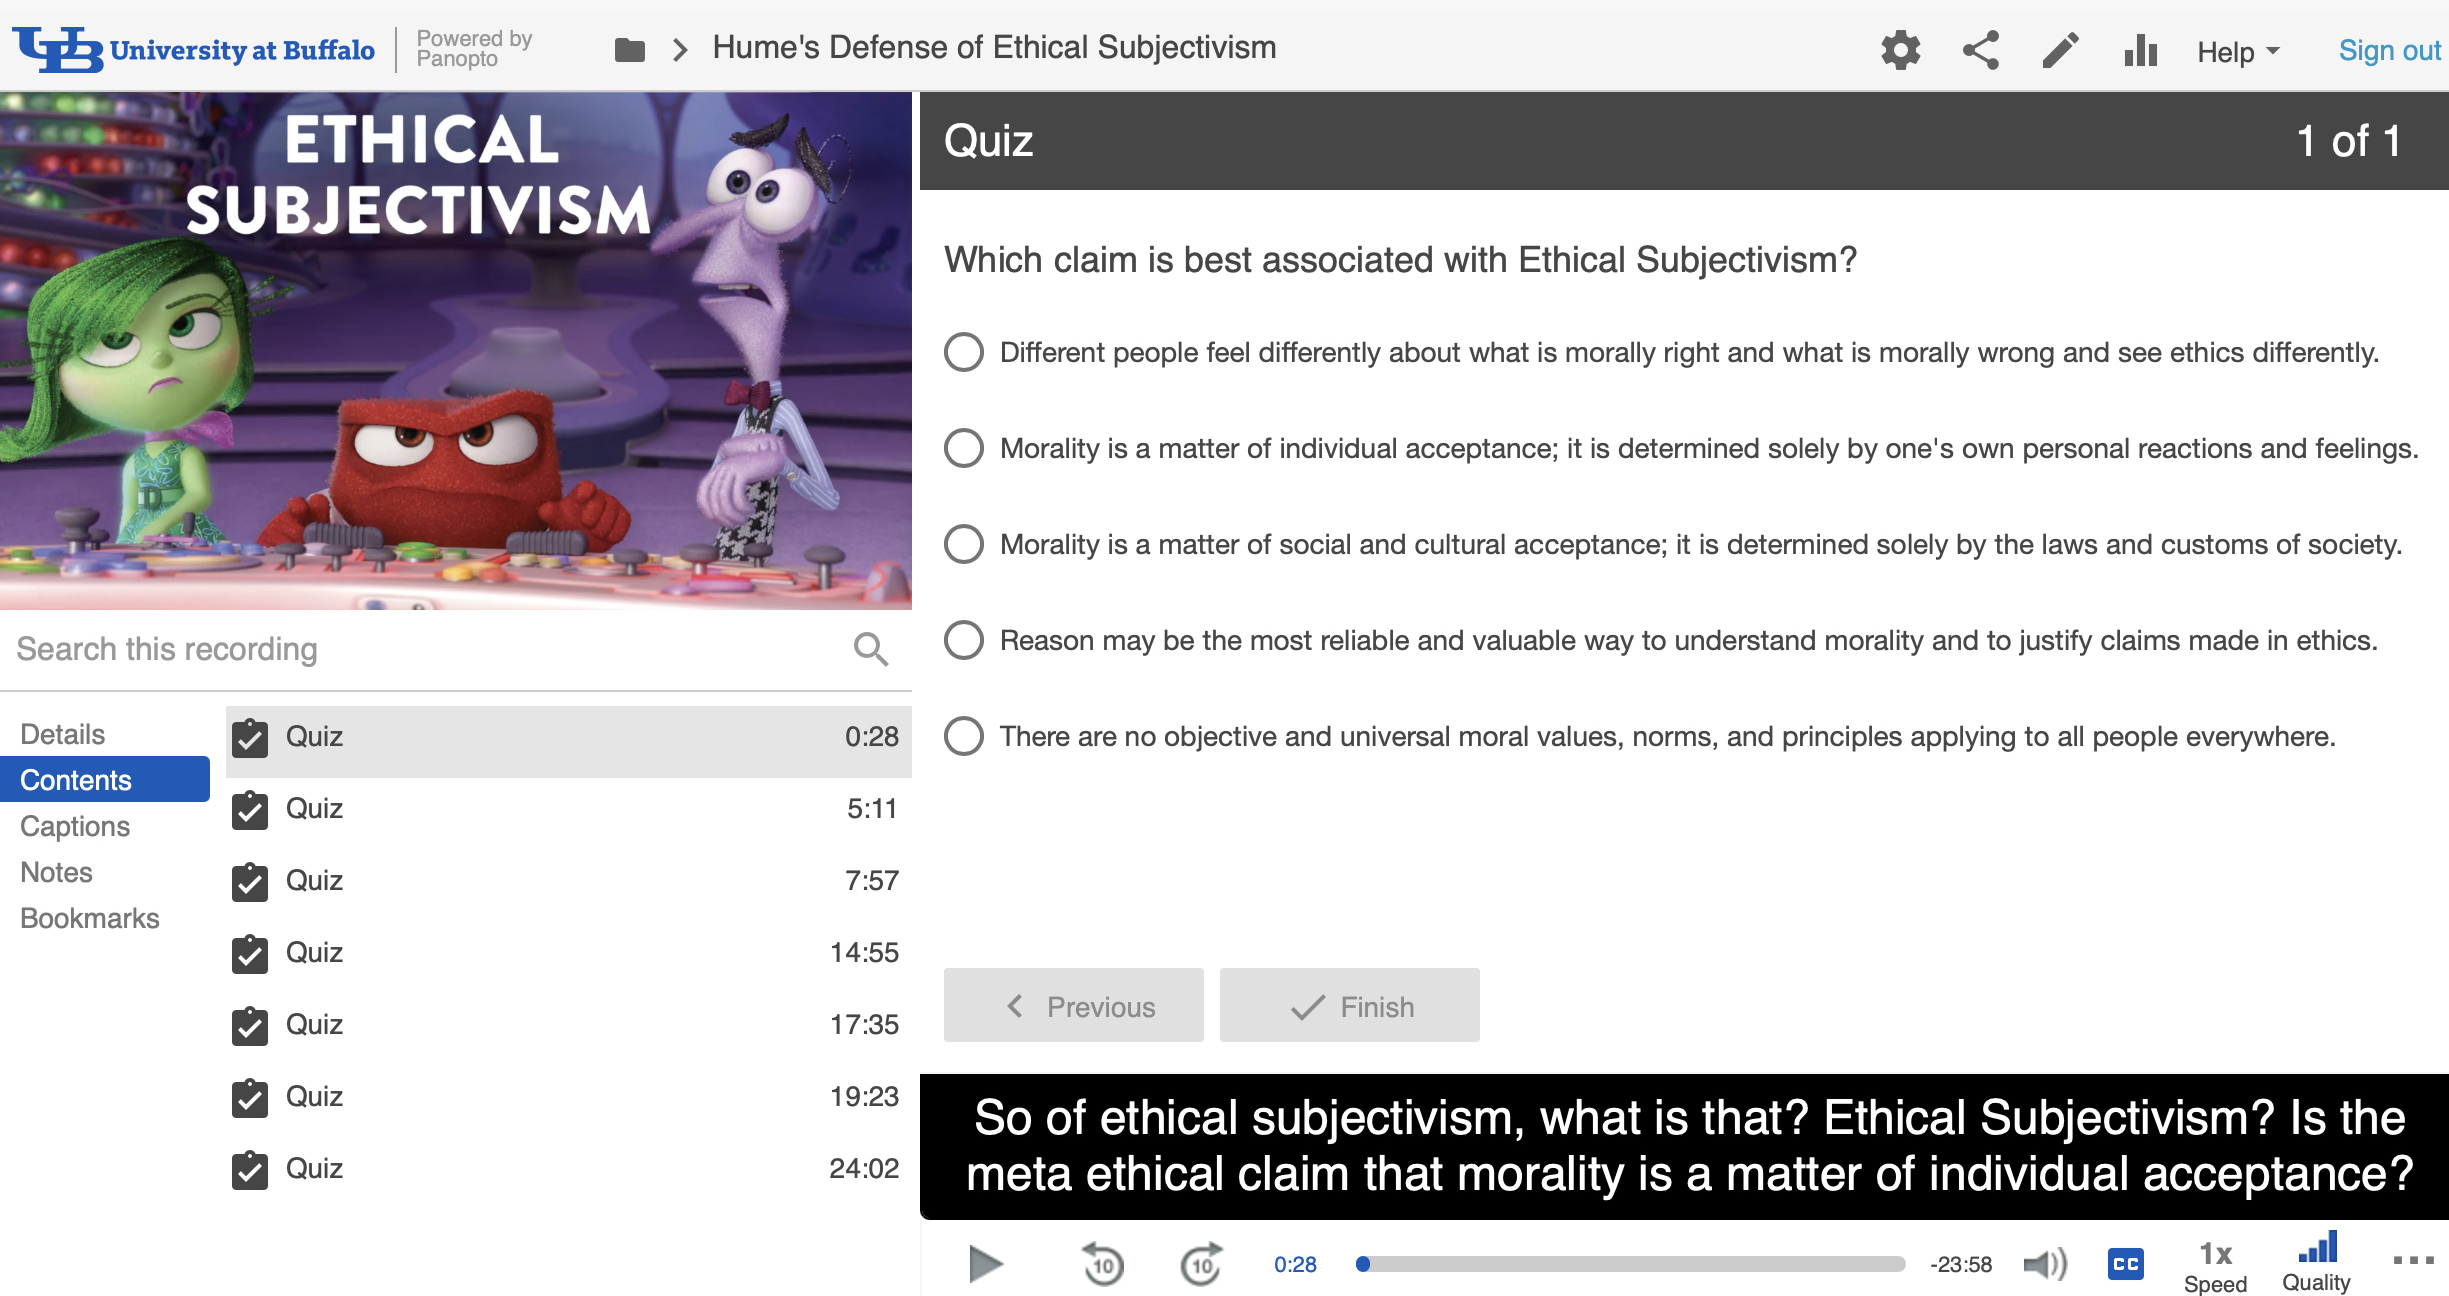 University at Buffalo
Powered by
Panopto
Hume's Defense of Ethical Subjectivism
Help
Sign out
ETHICAL
SUBJECTIVISM
Search this recording
Details
Contents
Captions
Notes
Bookmarks
Quiz 0:28
Quiz 5:11
Quiz 7:57
Quiz 14:55
Quiz 17:35
Quiz 19:23
Quiz 24:02
Quiz 1 of 1
Which claim is best associated with Ethical Subjectivism?
Different people feel differently about what is morally right and what is morally wrong and see ethics differently.
Morality is a matter of individual acceptance; it is determined solely by one's own personal reactions and feelings.
Morality is a matter of social and cultural acceptance; it is determined solely by the laws and customs of society.
Reason may be the most reliable and valuable way to understand morality and to justify claims made in ethics.
There are no objective and universal moral values, norms, and principles applying to all people everywhere.
Previous
Finish
So of ethical subjectivism, what is that? Ethical Subjectivism? Is the
meta ethical claim that morality is a matter of individual acceptance?
10
10
0:28
-23:58
CC
1x
Speed
Quality